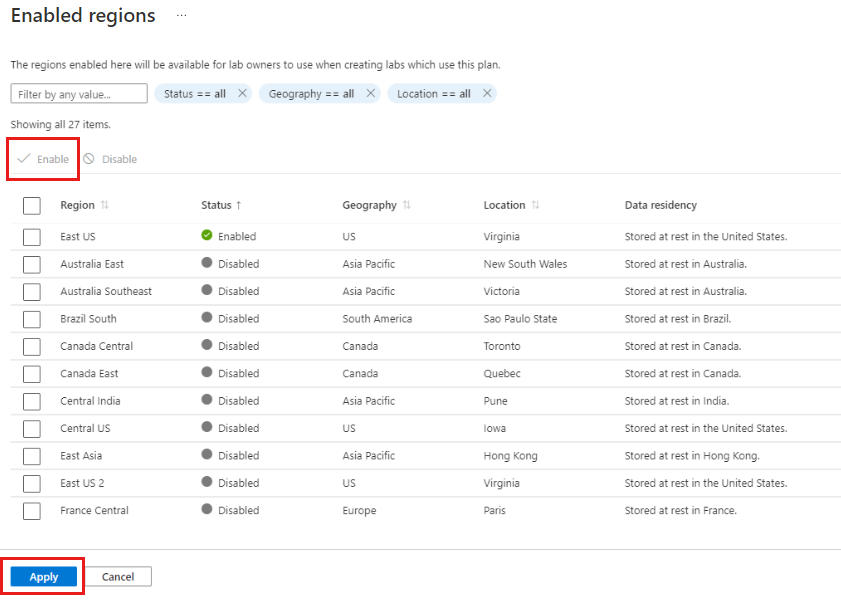 Enabled regions ...
The regions enabled here will be available for lab owners to use when creating labs which use this plan.
Filter by any value... Status == all Geography == all Location == all
Showing all 27 items.
Enable Disable
Region Status Geography Location Data residency
East US Enabled US Virginia Stored at rest in the United States.
Australia East Disabled Asia Pacific New South Wales Stored at rest in Australia.
Australia Southeast Disabled Asia Pacific Victoria Stored at rest in Australia.
Brazil South Disabled South America Sao Paulo State Stored at rest in Brazil.
Canada Central Disabled Canada Toronto Stored at rest in Canada.
Canada East Disabled Canada Quebec Stored at rest in Canada.
Central India Disabled Asia Pacific Pune Stored at rest in India.
Central US Disabled US Iowa Stored at rest in the United States.
East Asia Disabled Asia Pacific Hong Kong Stored at rest in Hong Kong.
East US 2 Disabled US Virginia Stored at rest in the United States.
France Central Disabled Europe Paris Stored at rest in France.
Apply Cancel